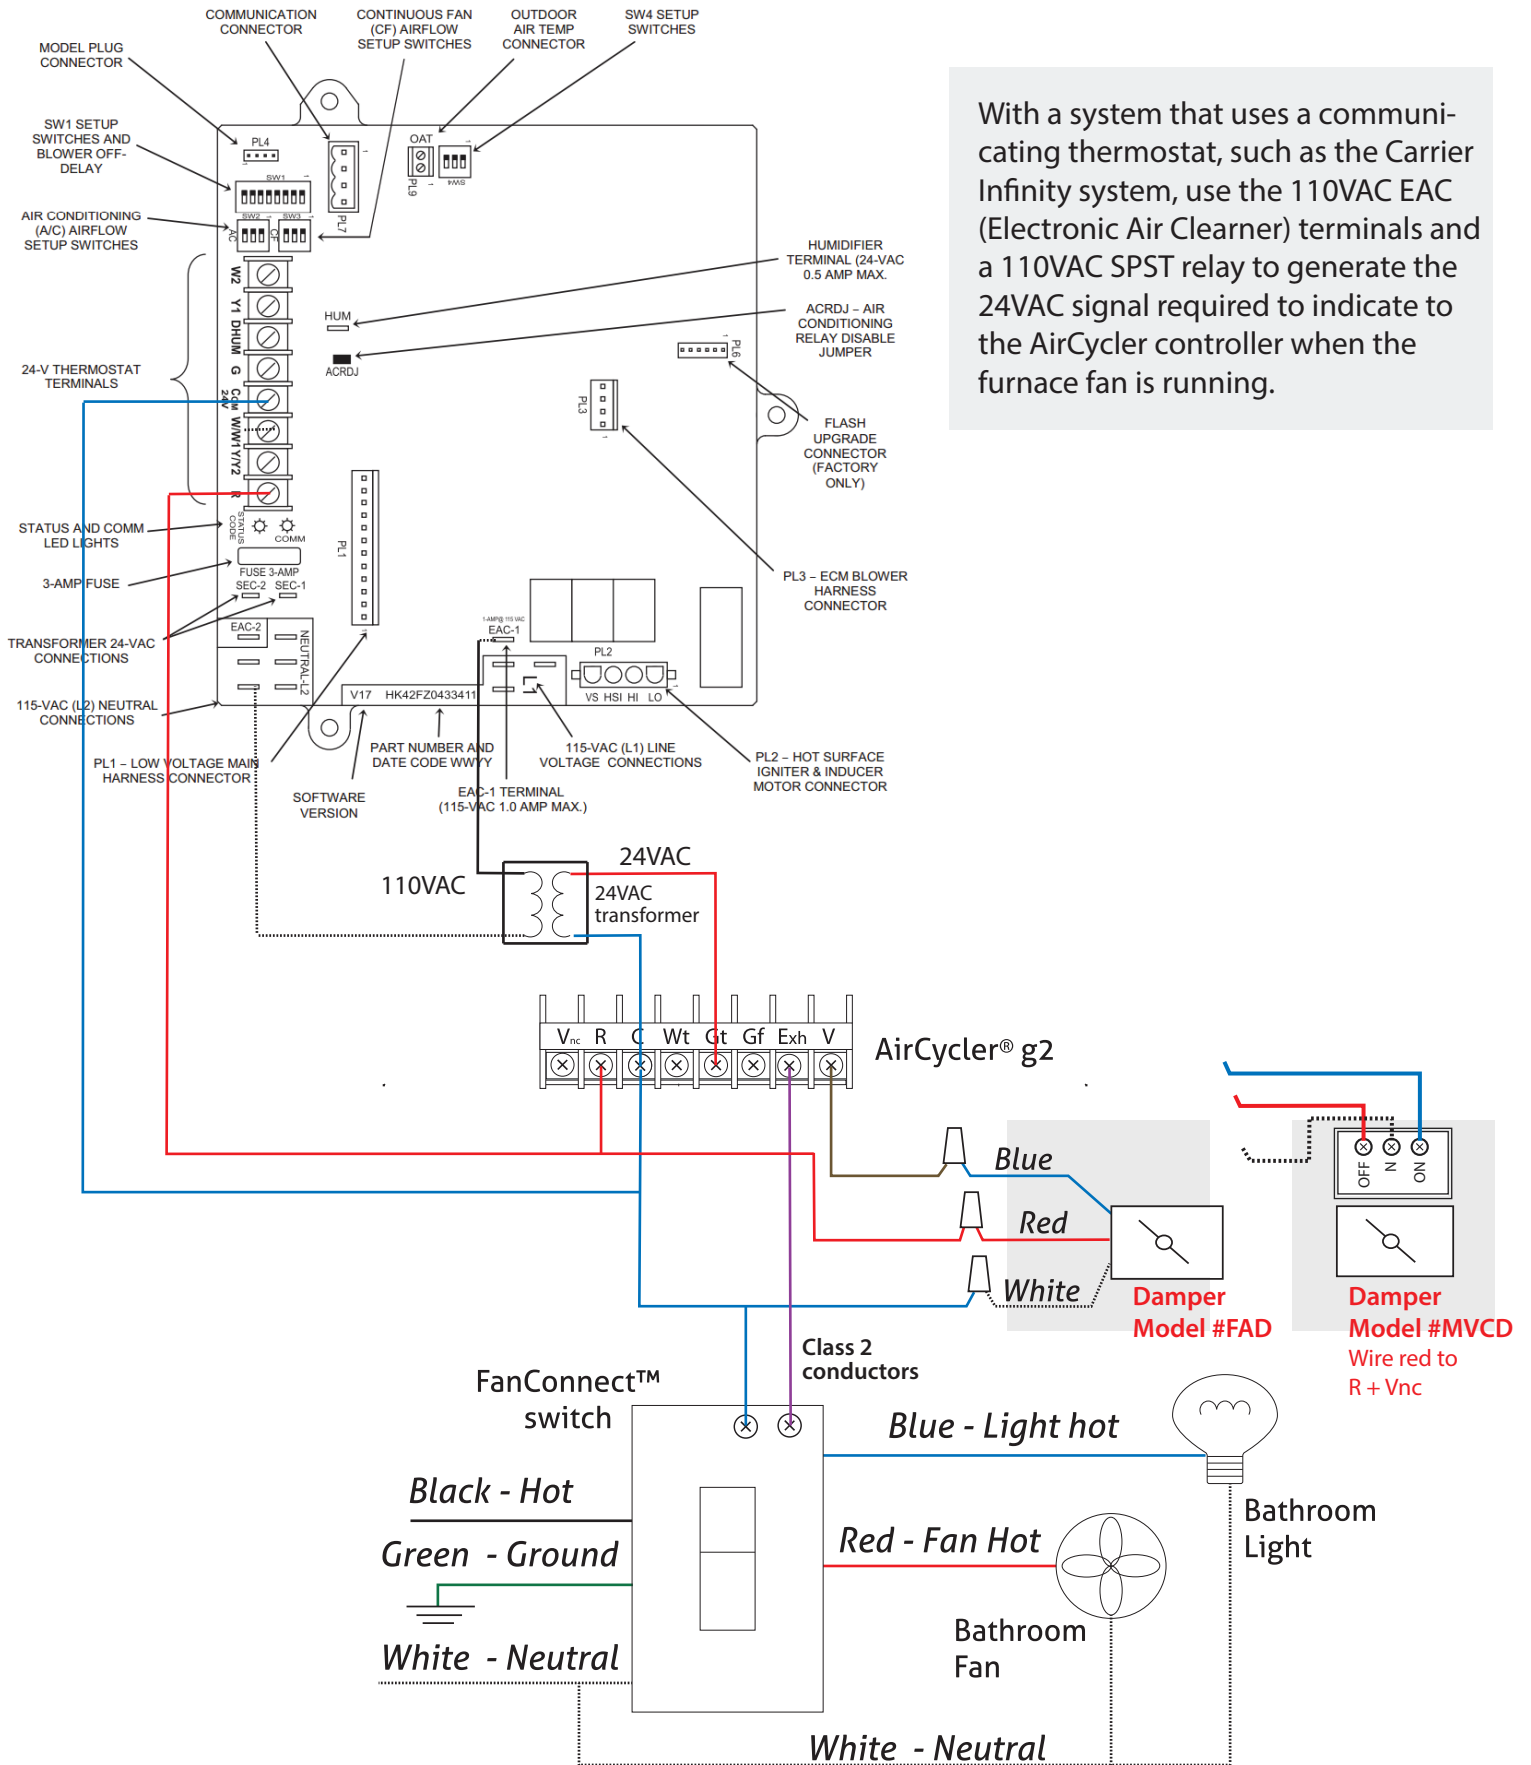 COMMUNICATION
CONNECTOR
CONTINUOUS FAN
(CF) AIRFLOW
SETUP SWITCHES
OUTDOOR
AIR TEMP
CONNECTOR
SW4 SETUP
SWITCHES
MODEL PLUG
CONNECTOR
SW1 SETUP
SWITCHES AND
BLOWER OFF-
DELAY
AIR CONDITIONING
(A/C) AIRFLOW
SETUP SWITCHES
PL4
SW1
SW2
SW3
AC
CF
PL7
OAT
PL9
SW4
With a system that uses a communi-
cating thermostat, such as the Carrier
Infinity system, use the 110VAC EAC
(Electronic Air Clearner) terminals and
a 110VAC SPST relay to generate the
24VAC signal required to indicate to
the AirCycler controller when the
furnace fan is running.
HUMIDIFIER
TERMINAL (24-VAC
0.5 AMP MAX.
ACRDJ – AIR
CONDITIONING
RELAY DISABLE
JUMPER
HUM
ACRDJ
W2
Y1
DHUM
G
COM
24V
W/W1
Y/Y2
R
24-V THERMOSTAT
TERMINALS
PL6
PL3
FLASH
UPGRADE
CONNECTOR
(FACTORY
ONLY)
STATUS AND COMM
LED LIGHTS
STATUS
CODE
COMM
3-AMP FUSE
FUSE 3-AMP
SEC-2
SEC-1
PL1
PL3 – ECM BLOWER
HARNESS
CONNECTOR
TRANSFORMER 24-VAC
CONNECTIONS
EAC-2
NEUTRAL-L2
1-AMP@ 115 VAC
EAC-1
L1
PL2
VS HSI HI LO
V17 HK42FZ0433411
115-VAC (L2) NEUTRAL
CONNECTIONS
PL1 – LOW VOLTAGE MAIN
HARNESS CONNECTOR
SOFTWARE
VERSION
PART NUMBER AND
DATE CODE WWYY
EAC-1 TERMINAL
(115-VAC 1.0 AMP MAX.)
115-VAC (L1) LINE
VOLTAGE CONNECTIONS
PL2 – HOT SURFACE
IGNITER & INDUCER
MOTOR CONNECTOR
110VAC
24VAC
24VAC
transformer
Vnc R C Wt Gt Gf Exh V
AirCycler® g2
Blue
Red
White
Damper
Model #FAD
OFF
N
ON
Damper
Model #MVCD
Wire red to
R + Vnc
Class 2
conductors
FanConnect™
switch
Blue - Light hot
Black - Hot
Green - Ground
White - Neutral
Red - Fan Hot
Bathroom
Light
Bathroom
Fan
White - Neutral